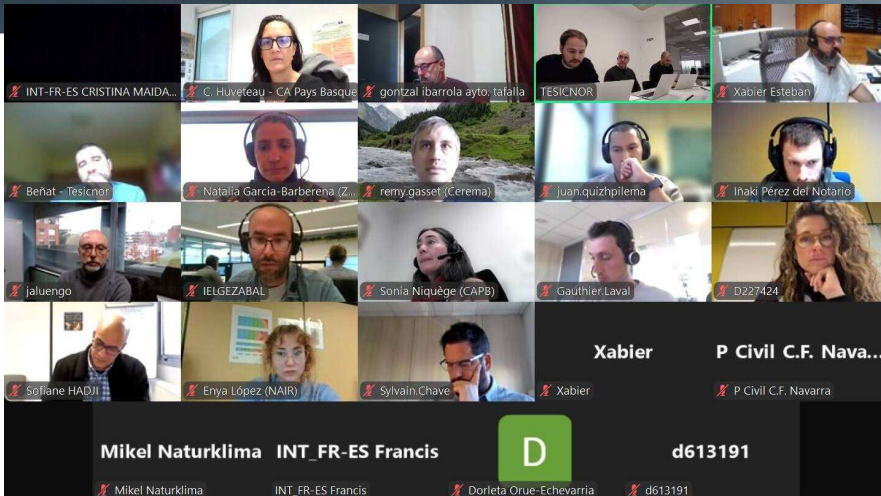 INT-FR-ES CRISTINA MAIDA...
C. Huveteau - CA Pays Basque
gontzal ibarrola ayto. tafalla
TESICNOR
Xabier Esteban
Beñat - Tesicnor
Natalia Garcia-Barberena (Z...
remy.gasset (Cerema)
juan.quizhpilema
Iñaki Pérez del Notario
jaluengo
IELGEZABAL
Sonia Niquège (CAPB)
Gauthier.Laval
D227424
Sofiane HADJI
Enya López (NAIR)
Sylvain.Chave
Xabier
Xabier
P Civil C.F. Nava...
P Civil C.F. Navarra
Mikel Naturklima
Mikel Naturklima
INT_FR-ES Francis
INT_FR-ES Francis
D
Dorleta Orue-Echevarria
d613191
d613191